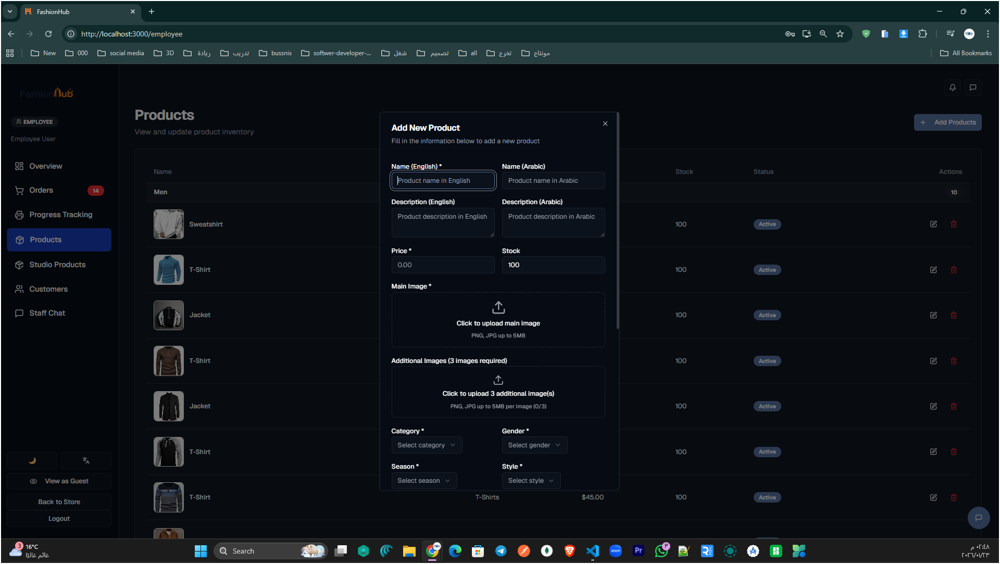 FashionHub
http://localhost:3000/employee
New
000
social media
3D
ريادة
تدريب
bussnis
softwer-developer-...
شغل
تصميم
all
تخرج
مونتاج
All Bookmarks
FashionHub
EMPLOYEE
Employee User
Overview
Orders 14
Progress Tracking
Products
Studio Products
Customers
Staff Chat
View as Guest
Back to Store
Logout
Products
View and update product inventory
Add Products
Name Stock Status Actions
Men 10
Sweatshirt 100 Active
T-Shirt 100 Active
Jacket 100 Active
T-Shirt 100 Active
Jacket 100 Active
T-Shirt 100 Active
T-Shirt T-Shirts $45.00 100 Active
Add New Product
Fill in the information below to add a new product
Name (English) * Name (Arabic)
Product name in English Product name in Arabic
Description (English) Description (Arabic)
Product description in English Product description in Arabic
Price * Stock
0.00 100
Main Image *
Click to upload main image
PNG, JPG up to 5MB
Additional Images (3 images required)
Click to upload 3 additional image(s)
PNG, JPG up to 5MB per image (0/3)
Category * Gender *
Select category Select gender
Season * Style *
Select season Select style
3
16°C
غائم غالبًا
Search
zoom
Pr
٣
٠٢:٤٨ م
٢٠٢٦/٠١/٢٣